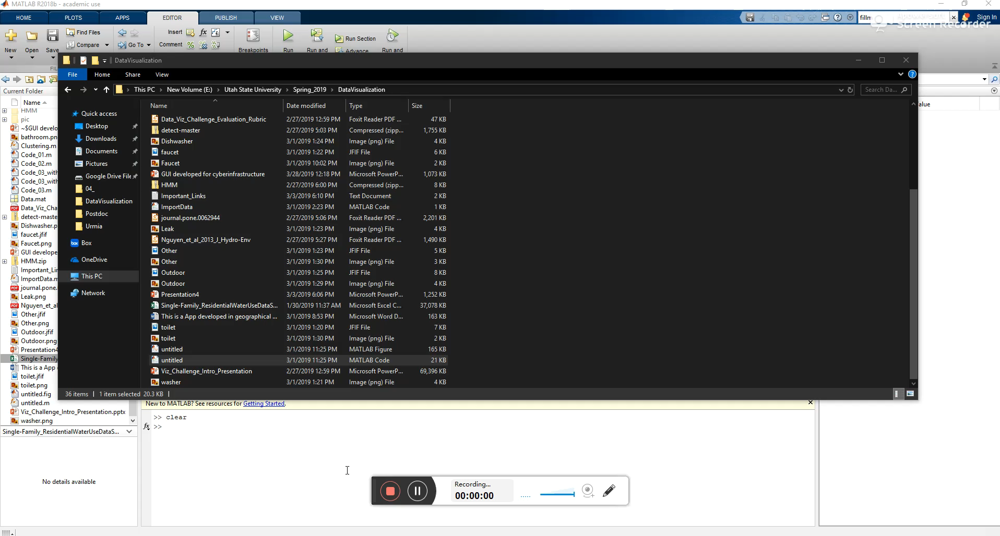 MATLAB R2018b - academic use
HOME PLOTS APPS EDITOR PUBLISH VIEW
fillm
Sign In
Apowersoft
Screen Recorder
Find Files
Insert fx
Compare
Go To
Comment
Run Section
New Open Save
Breakpoints
Run
Run and
Advance
Run and
FIL
DataVisualization
File Home Share View
This PC > New Volume (E:) > Utah State University > Spring_2019 > DataVisualization
Search Da...
Current Folder
Name
HMM
pic
~$GUI develo
bathroom.pn
Clustering.m
Code_01.m
Code_02.m
Code_03_with
Code_03_with
Code_03.m
Data.mat
Data_Viz_Cha
detect-maste
Dishwasher.p
faucet.jfif
Faucet.png
GUI develope
HMM.zip
Important_Lin
ImportData.m
journal.pone.
Leak.png
Nguyen_et_al
Other.jfif
Other.png
Outdoor.jfif
Outdoor.png
Presentation4
Single-Family
This is a App
toilet.jfif
toilet.png
untitled.fig
untitled.m
Viz_Challenge_Intro_Presentation.pptx
washer.png
Single-Family_ResidentialWaterUseDataS...
No details available
Quick access
Desktop
Downloads
Documents
Pictures
Google Drive File
04_
DataVisualization
Postdoc
Urmia
Box
OneDrive
This PC
Network
Name Date modified Type Size
Data_Viz_Challenge_Evaluation_Rubric 2/27/2019 12:59 PM Foxit Reader PDF ... 47 KB
detect-master 2/27/2019 5:03 PM Compressed (zipp... 1,755 KB
Dishwasher 3/1/2019 1:24 PM Image (png) File 4 KB
faucet 3/1/2019 1:22 PM JFIF File 6 KB
Faucet 3/1/2019 10:02 PM Image (png) File 2 KB
GUI developed for cyberinfrastructure 3/28/2019 12:18 PM Microsoft PowerP... 1,073 KB
HMM 2/27/2019 6:00 PM Compressed (zipp... 8 KB
Important_Links 3/3/2019 6:10 PM Text Document 2 KB
ImportData 3/1/2019 2:23 PM MATLAB Code 1 KB
journal.pone.0062944 2/27/2019 5:06 PM Foxit Reader PDF ... 2,201 KB
Leak 3/1/2019 1:23 PM Image (png) File 4 KB
Nguyen_et_al_2013_J_Hydro-Env 2/27/2019 5:27 PM Foxit Reader PDF ... 1,490 KB
Other 3/1/2019 1:23 PM JFIF File 5 KB
Other 3/1/2019 1:30 PM Image (png) File 3 KB
Outdoor 3/1/2019 1:25 PM JFIF File 8 KB
Outdoor 3/1/2019 1:29 PM Image (png) File 4 KB
Presentation4 3/3/2019 6:06 PM Microsoft PowerP... 1,252 KB
Single-Family_ResidentialWaterUseDataS... 1/30/2019 11:37 AM Microsoft Excel C... 37,078 KB
This is a App developed in geographical ... 3/1/2019 8:53 PM Microsoft Word D... 163 KB
toilet 3/1/2019 1:20 PM JFIF File 7 KB
toilet 3/1/2019 1:30 PM Image (png) File 2 KB
untitled 3/1/2019 11:25 PM MATLAB Figure 165 KB
untitled 3/1/2019 11:25 PM MATLAB Code 21 KB
Viz_Challenge_Intro_Presentation 2/27/2019 12:59 PM Microsoft PowerP... 69,396 KB
washer 3/1/2019 1:21 PM Image (png) File 4 KB
36 items 1 item selected 20.3 KB
alue
New to MATLAB? See resources for Getting Started.
>> clear
fx >>
Recording...
00:00:00